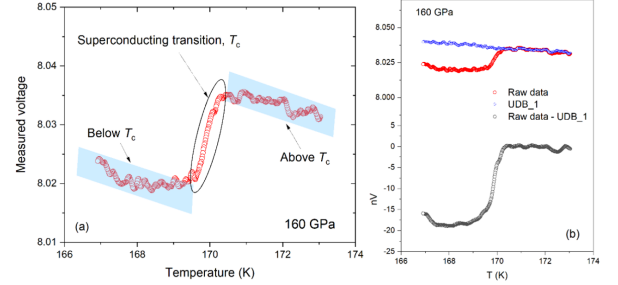 8.05
8.04
8.03
8.02
8.01
Measured voltage
Superconducting transition, Tc
Below Tc
Above Tc
(a)
160 GPa
166
168
170
172
174
Temperature (K)
160 GPa
8.050
8.025
8.000
Raw data
UDB_1
Raw data - UDB_1
5
0
-5
-10
-15
-20
-25
nV
(b)
166
168
170
172
174
T (K)